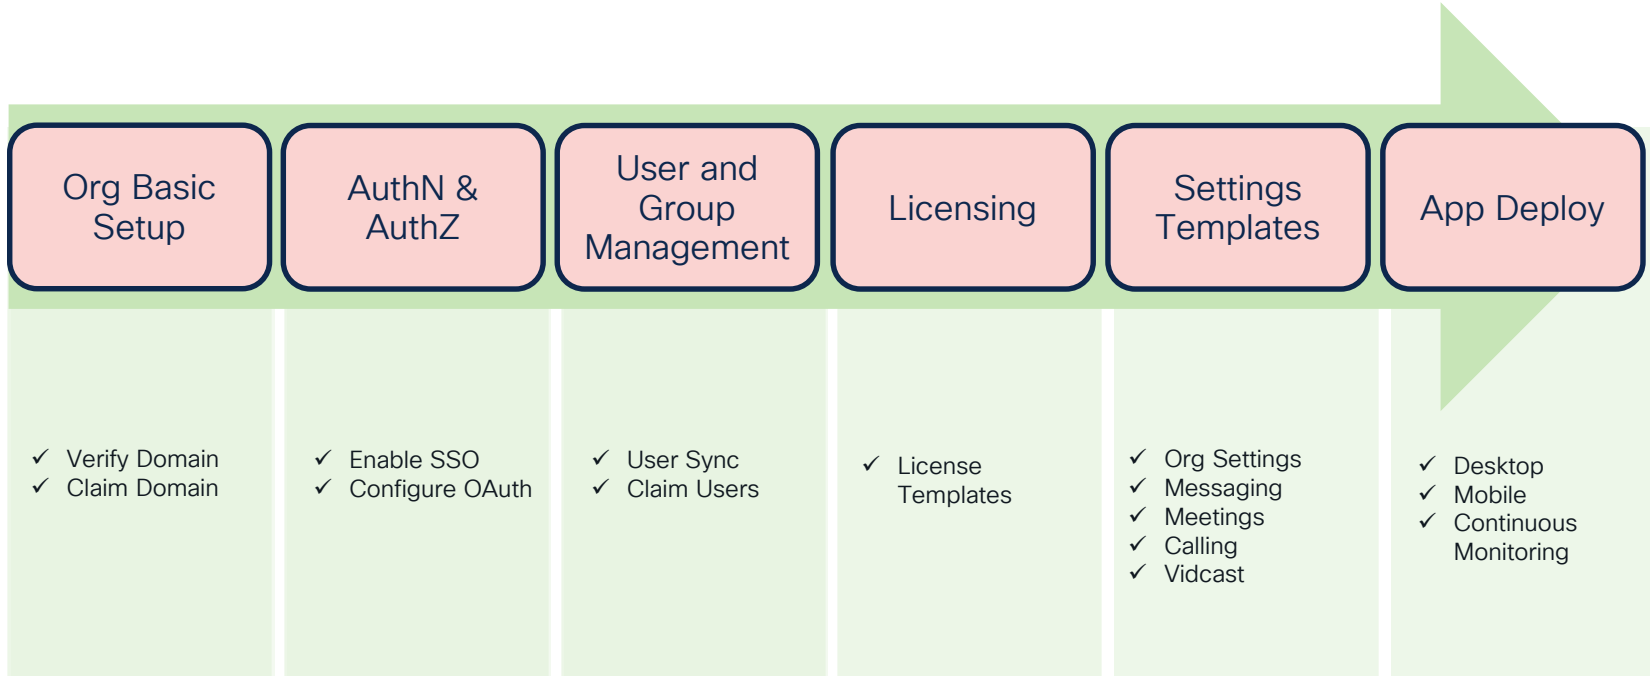 Org Basic
Setup
AuthN &
AuthZ
User and
Group
Management
Licensing
Settings
Templates
App Deploy
✓ Verify Domain
✓ Claim Domain
✓ Enable SSO
✓ Configure OAuth
✓ User Sync
✓ Claim Users
✓ License
Templates
✓ Org Settings
✓ Messaging
✓ Meetings
✓ Calling
✓ Vidcast
✓ Desktop
✓ Mobile
✓ Continuous
Monitoring